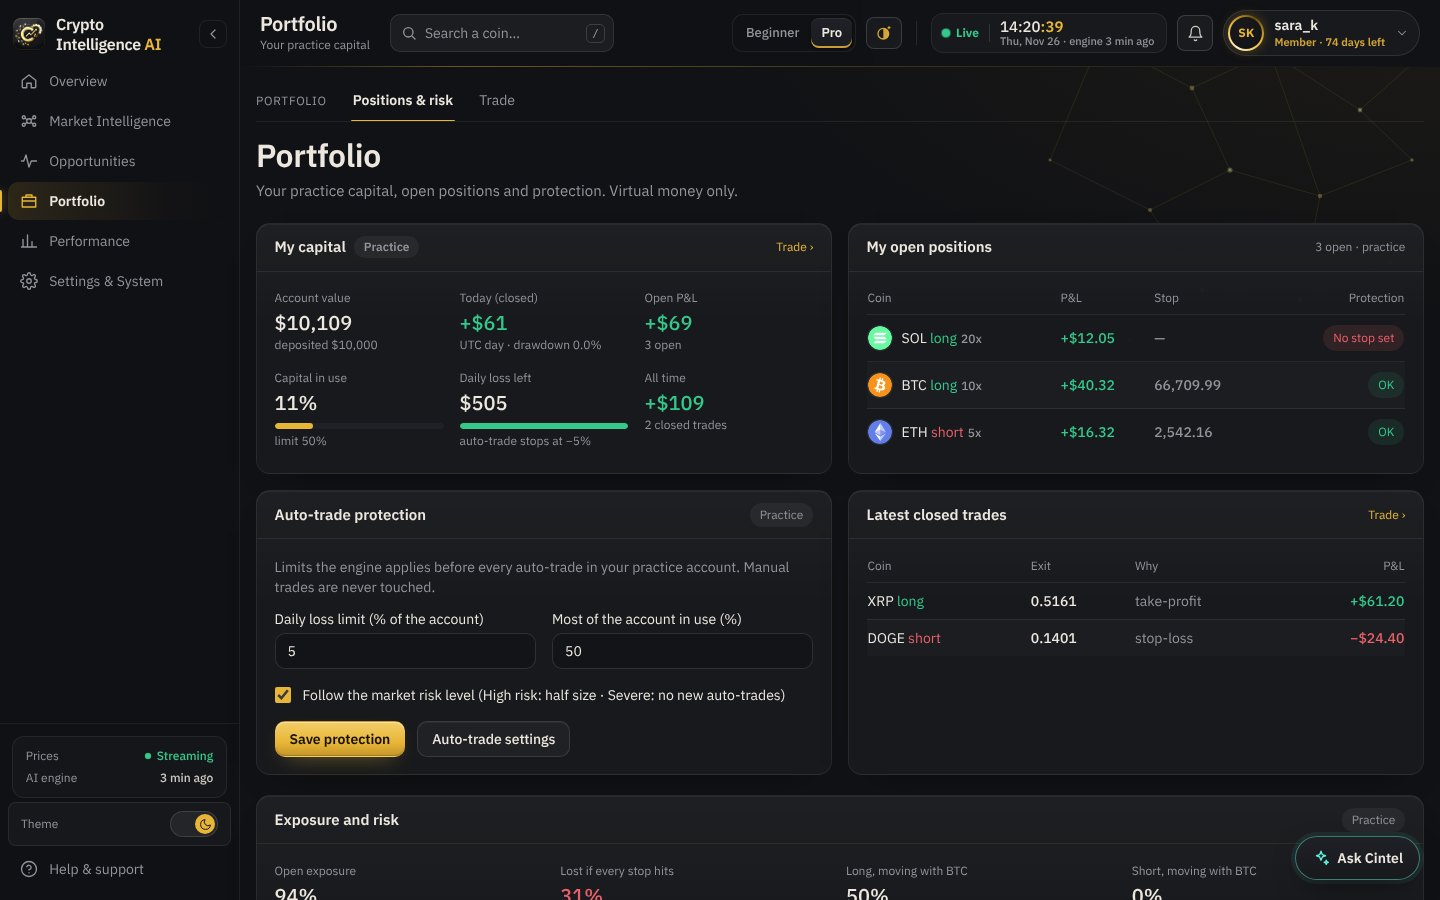 Crypto
Intelligence AI
Overview
Market Intelligence
Opportunities
Portfolio
Performance
Settings & System
Prices
Streaming
AI engine
3 min ago
Theme
Help & support
Portfolio
Your practice capital
Search a coin...
/
Beginner
Pro
Live
14:20:39
Thu, Nov 26 · engine 3 min ago
SK
sara_k
Member · 74 days left
PORTFOLIO
Positions & risk
Trade
Portfolio
Your practice capital, open positions and protection. Virtual money only.
My capital
Practice
Trade ›
Account value
Today (closed)
Open P&L
$10,109
+$61
+$69
deposited $10,000
UTC day · drawdown 0.0%
3 open
Capital in use
Daily loss left
All time
11%
$505
+$109
2 closed trades
limit 50%
auto-trade stops at −5%
My open positions
3 open · practice
Coin
P&L
Stop
Protection
SOL long 20x
+$12.05
—
No stop set
BTC long 10x
+$40.32
66,709.99
OK
ETH short 5x
+$16.32
2,542.16
OK
Auto-trade protection
Practice
Limits the engine applies before every auto-trade in your practice account. Manual
trades are never touched.
Daily loss limit (% of the account)
Most of the account in use (%)
5
50
Follow the market risk level (High risk: half size · Severe: no new auto-trades)
Save protection
Auto-trade settings
Latest closed trades
Trade ›
Coin
Exit
Why
P&L
XRP long
0.5161
take-profit
+$61.20
DOGE short
0.1401
stop-loss
−$24.40
Exposure and risk
Practice
Open exposure
Lost if every stop hits
Long, moving with BTC
Short, moving with BTC
94%
31%
50%
0%
Ask Cintel